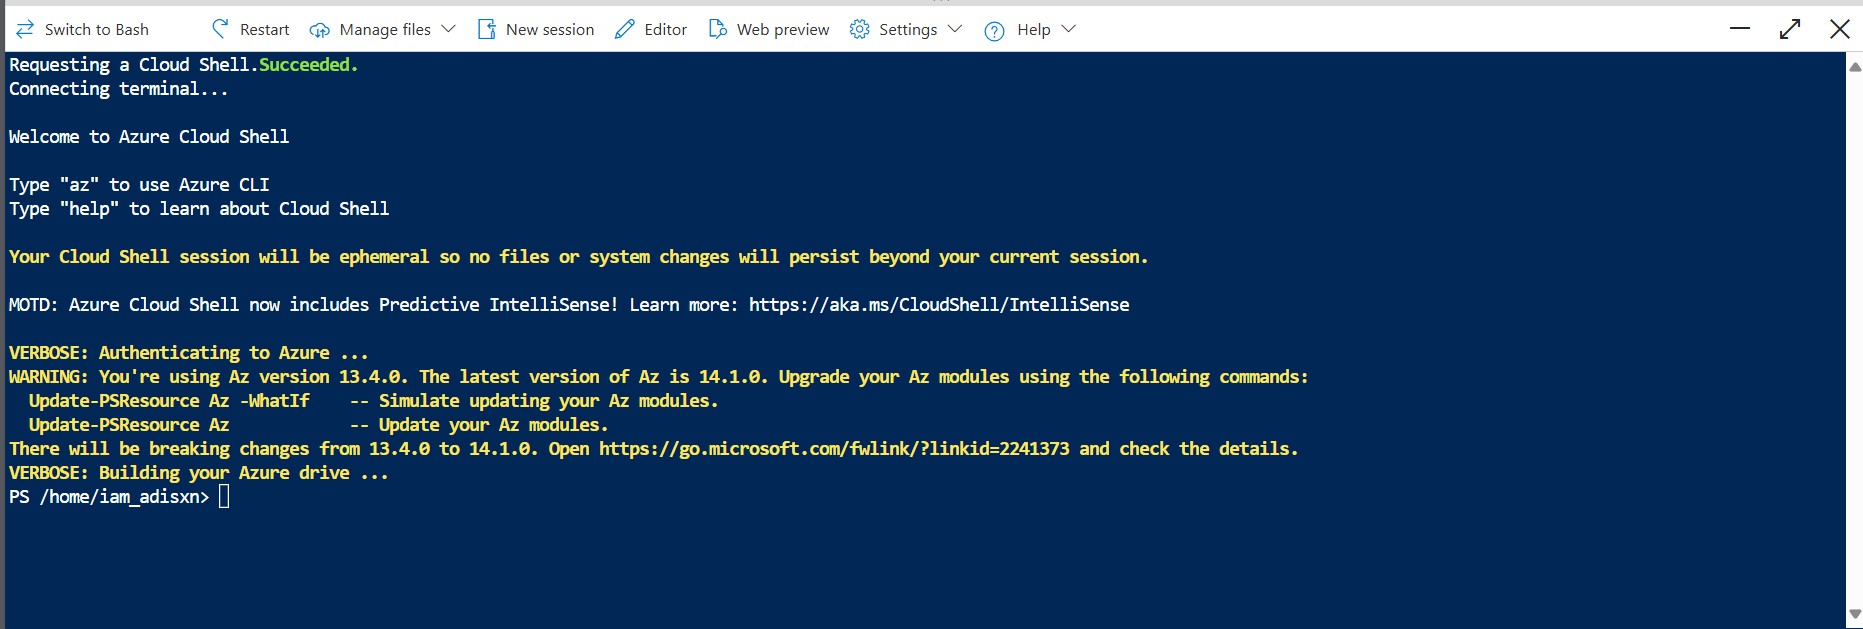 Switch to Bash Restart Manage files New session Editor Web preview Settings Help
Requesting a Cloud Shell.Succeeded.
Connecting terminal...
Welcome to Azure Cloud Shell
Type "az" to use Azure CLI
Type "help" to learn about Cloud Shell
Your Cloud Shell session will be ephemeral so no files or system changes will persist beyond your current session.
MOTD: Azure Cloud Shell now includes Predictive IntelliSense! Learn more: https://aka.ms/CloudShell/IntelliSense
VERBOSE: Authenticating to Azure ...
WARNING: You're using Az version 13.4.0. The latest version of Az is 14.1.0. Upgrade your Az modules using the following commands:
  Update-PSResource Az -WhatIf    -- Simulate updating your Az modules.
  Update-PSResource Az            -- Update your Az modules.
There will be breaking changes from 13.4.0 to 14.1.0. Open https://go.microsoft.com/fwlink/?linkid=2241373 and check the details.
VERBOSE: Building your Azure drive ...
PS /home/iam_adisxn>